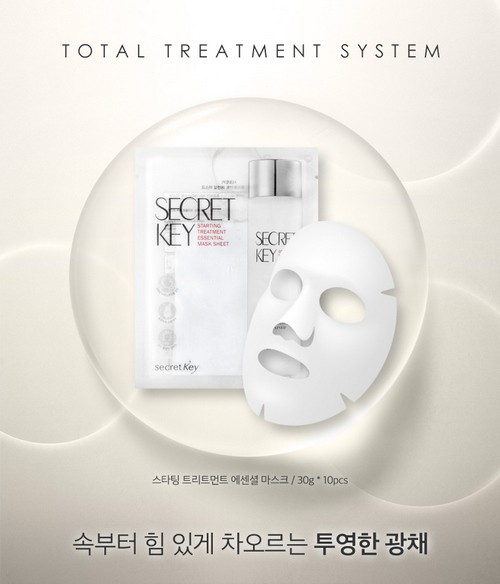 TOTAL TREATMENT SYSTEM
SECRET
KEY
STARTING
TREATMENT
ESSENTIAL
MASK SHEET
SECRET
KEY
secretKey
스타팅 트리트먼트 에센셜 마스크 / 30g * 10pcs
속부터 힘 있게 차오르는 투영한 광채